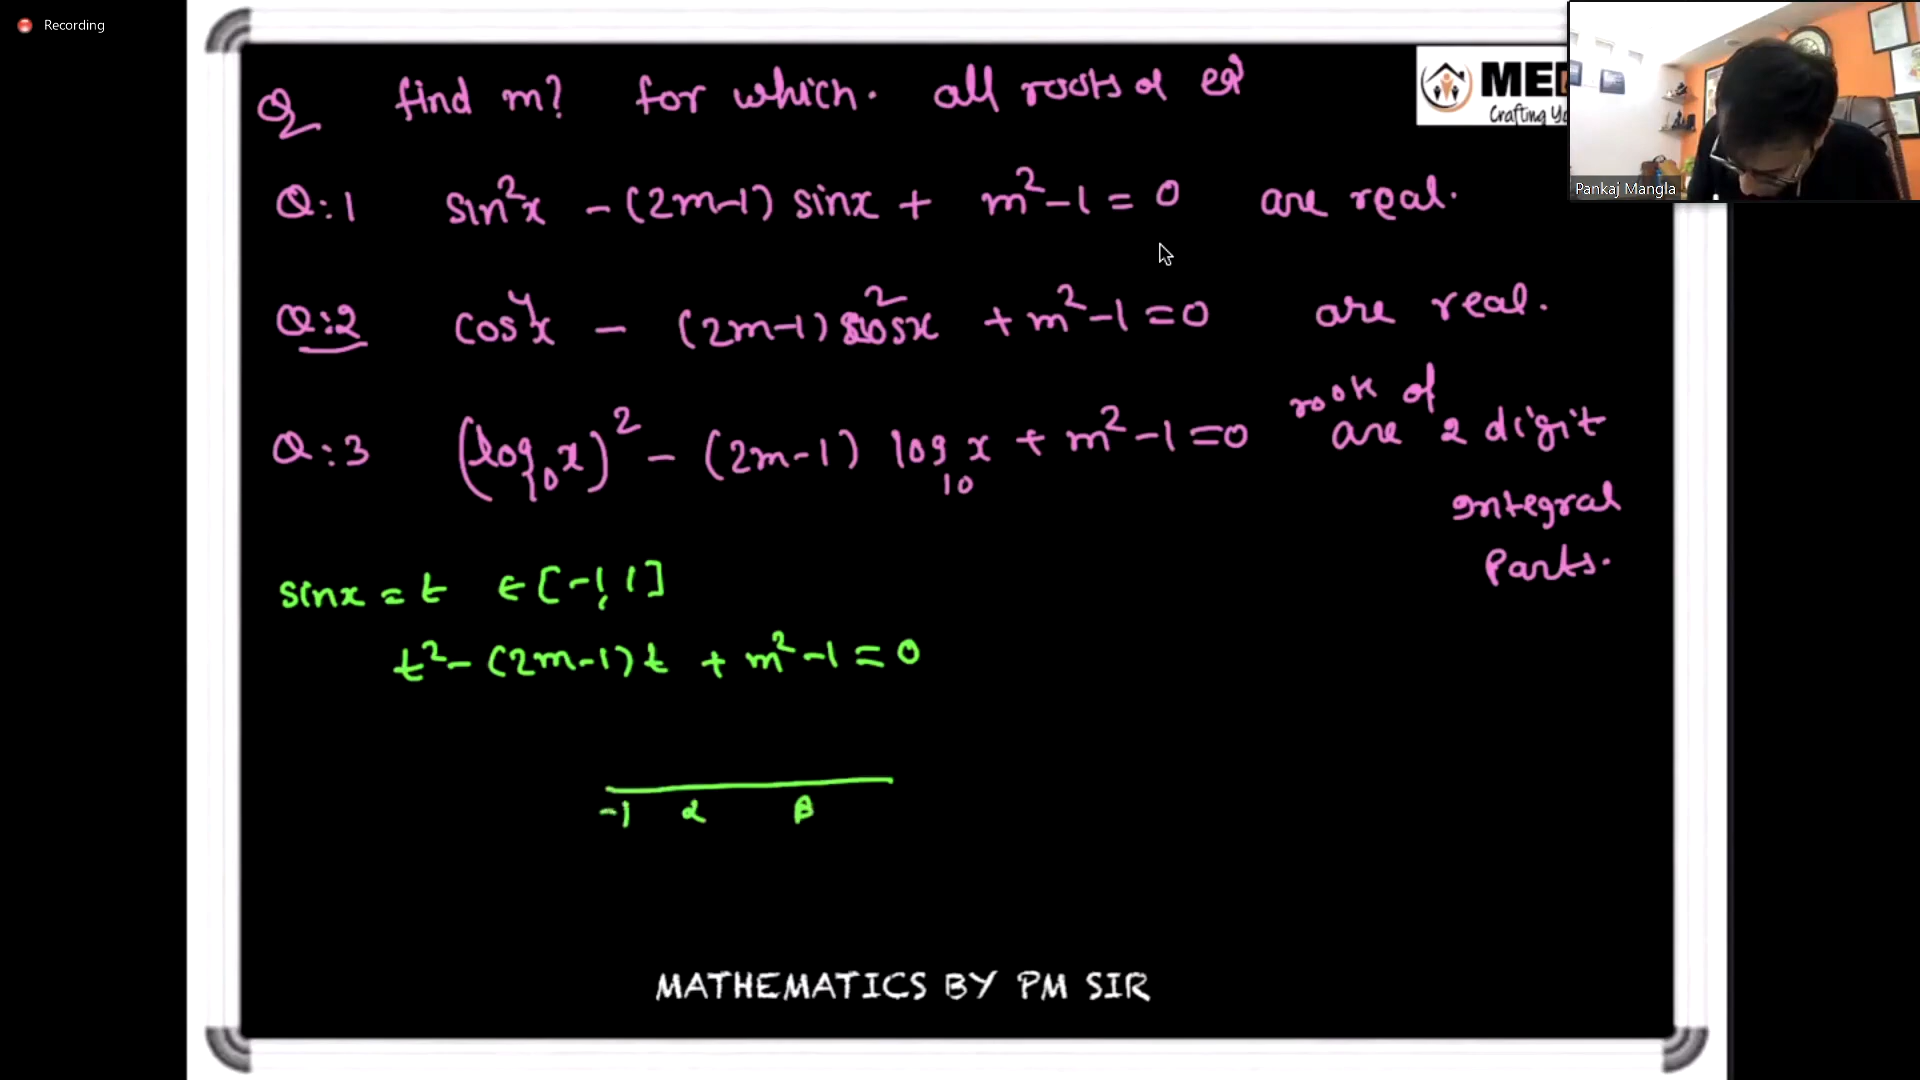 Recording
Q find m? for which. all roots of eqn
MED
Crafting Yo
Pankaj Mangla
Q:1 sin²x - (2m-1) sinx + m²-1 = 0 are real.
Q:2 cos⁴x - (2m-1) cos²x + m²-1 = 0 are real.
Q:3 (log₁₀x)² - (2m-1) log₁₀x + m²-1 = 0 are 2 digit
of
integral
parts.
sinx = t ∈ [-1, 1]
t² - (2m-1)t + m²-1 = 0
-1 α β
MATHEMATICS BY PM SIR